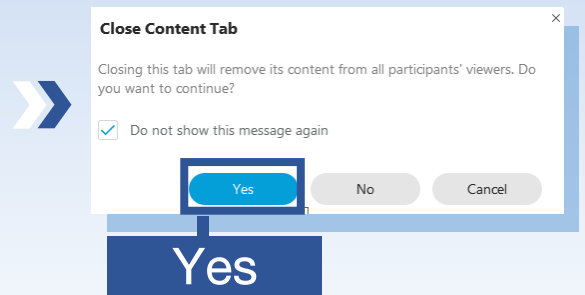 Close Content Tab
Closing this tab will remove its content from all participants' viewers. Do
you want to continue?
Do not show this message again
Yes No Cancel
Yes